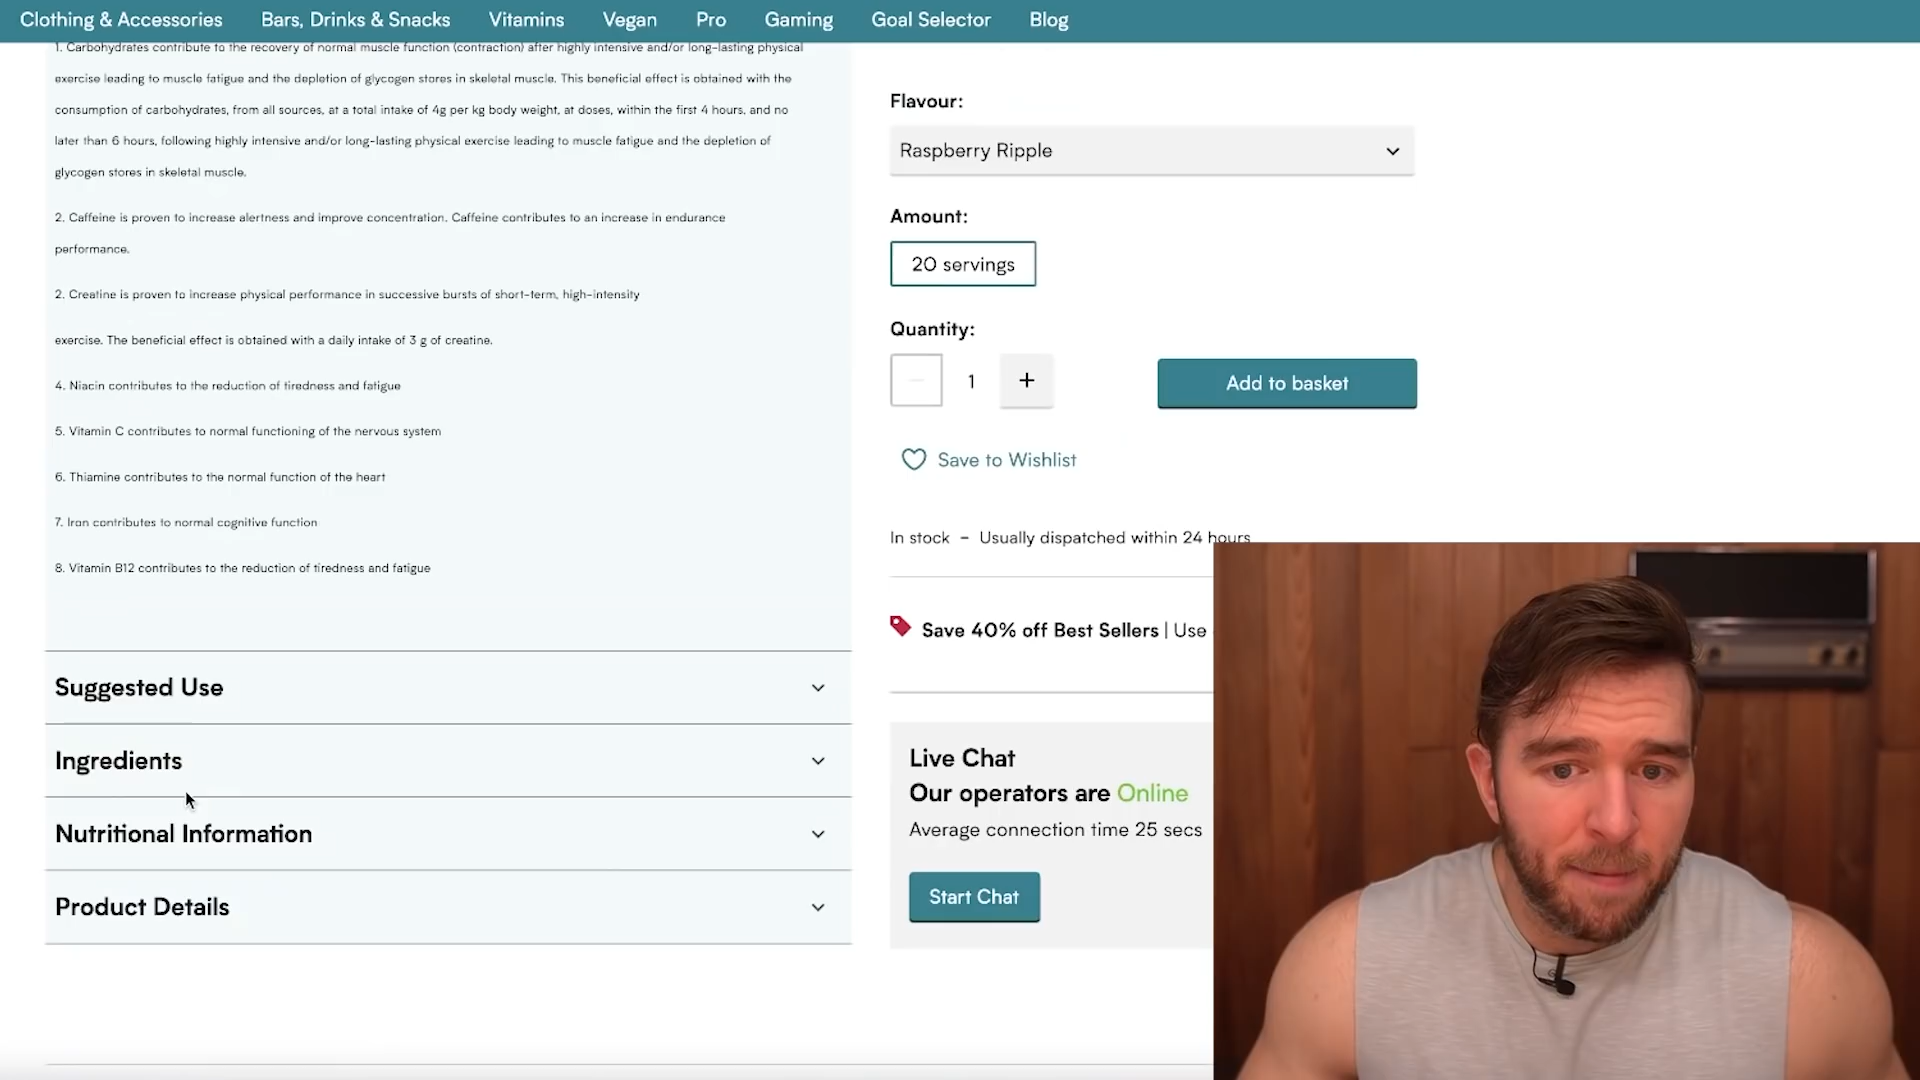 Clothing & Accessories Bars, Drinks & Snacks Vitamins Vegan Pro Gaming Goal Selector Blog
1. Carbohydrates contribute to the recovery of normal muscle function (contraction) after highly intensive and/or long-lasting physical
exercise leading to muscle fatigue and the depletion of glycogen stores in skeletal muscle. This beneficial effect is obtained with the
consumption of carbohydrates, from all sources, at a total intake of 4g per kg body weight, at doses, within the first 4 hours, and no
later than 6 hours, following highly intensive and/or long-lasting physical exercise leading to muscle fatigue and the depletion of
glycogen stores in skeletal muscle.
2. Caffeine is proven to increase alertness and improve concentration. Caffeine contributes to an increase in endurance
performance.
2. Creatine is proven to increase physical performance in successive bursts of short-term, high-intensity
exercise. The beneficial effect is obtained with a daily intake of 3 g of creatine.
4. Niacin contributes to the reduction of tiredness and fatigue
5. Vitamin C contributes to normal functioning of the nervous system
6. Thiamine contributes to the normal function of the heart
7. Iron contributes to normal cognitive function
8. Vitamin B12 contributes to the reduction of tiredness and fatigue
Suggested Use
Ingredients
Nutritional Information
Product Details
Flavour:
Raspberry Ripple
Amount:
20 servings
Quantity:
1 +
Add to basket
Save to Wishlist
In stock – Usually dispatched within 24 hours
Save 40% off Best Sellers | Use
Live Chat
Our operators are Online
Average connection time 25 secs
Start Chat